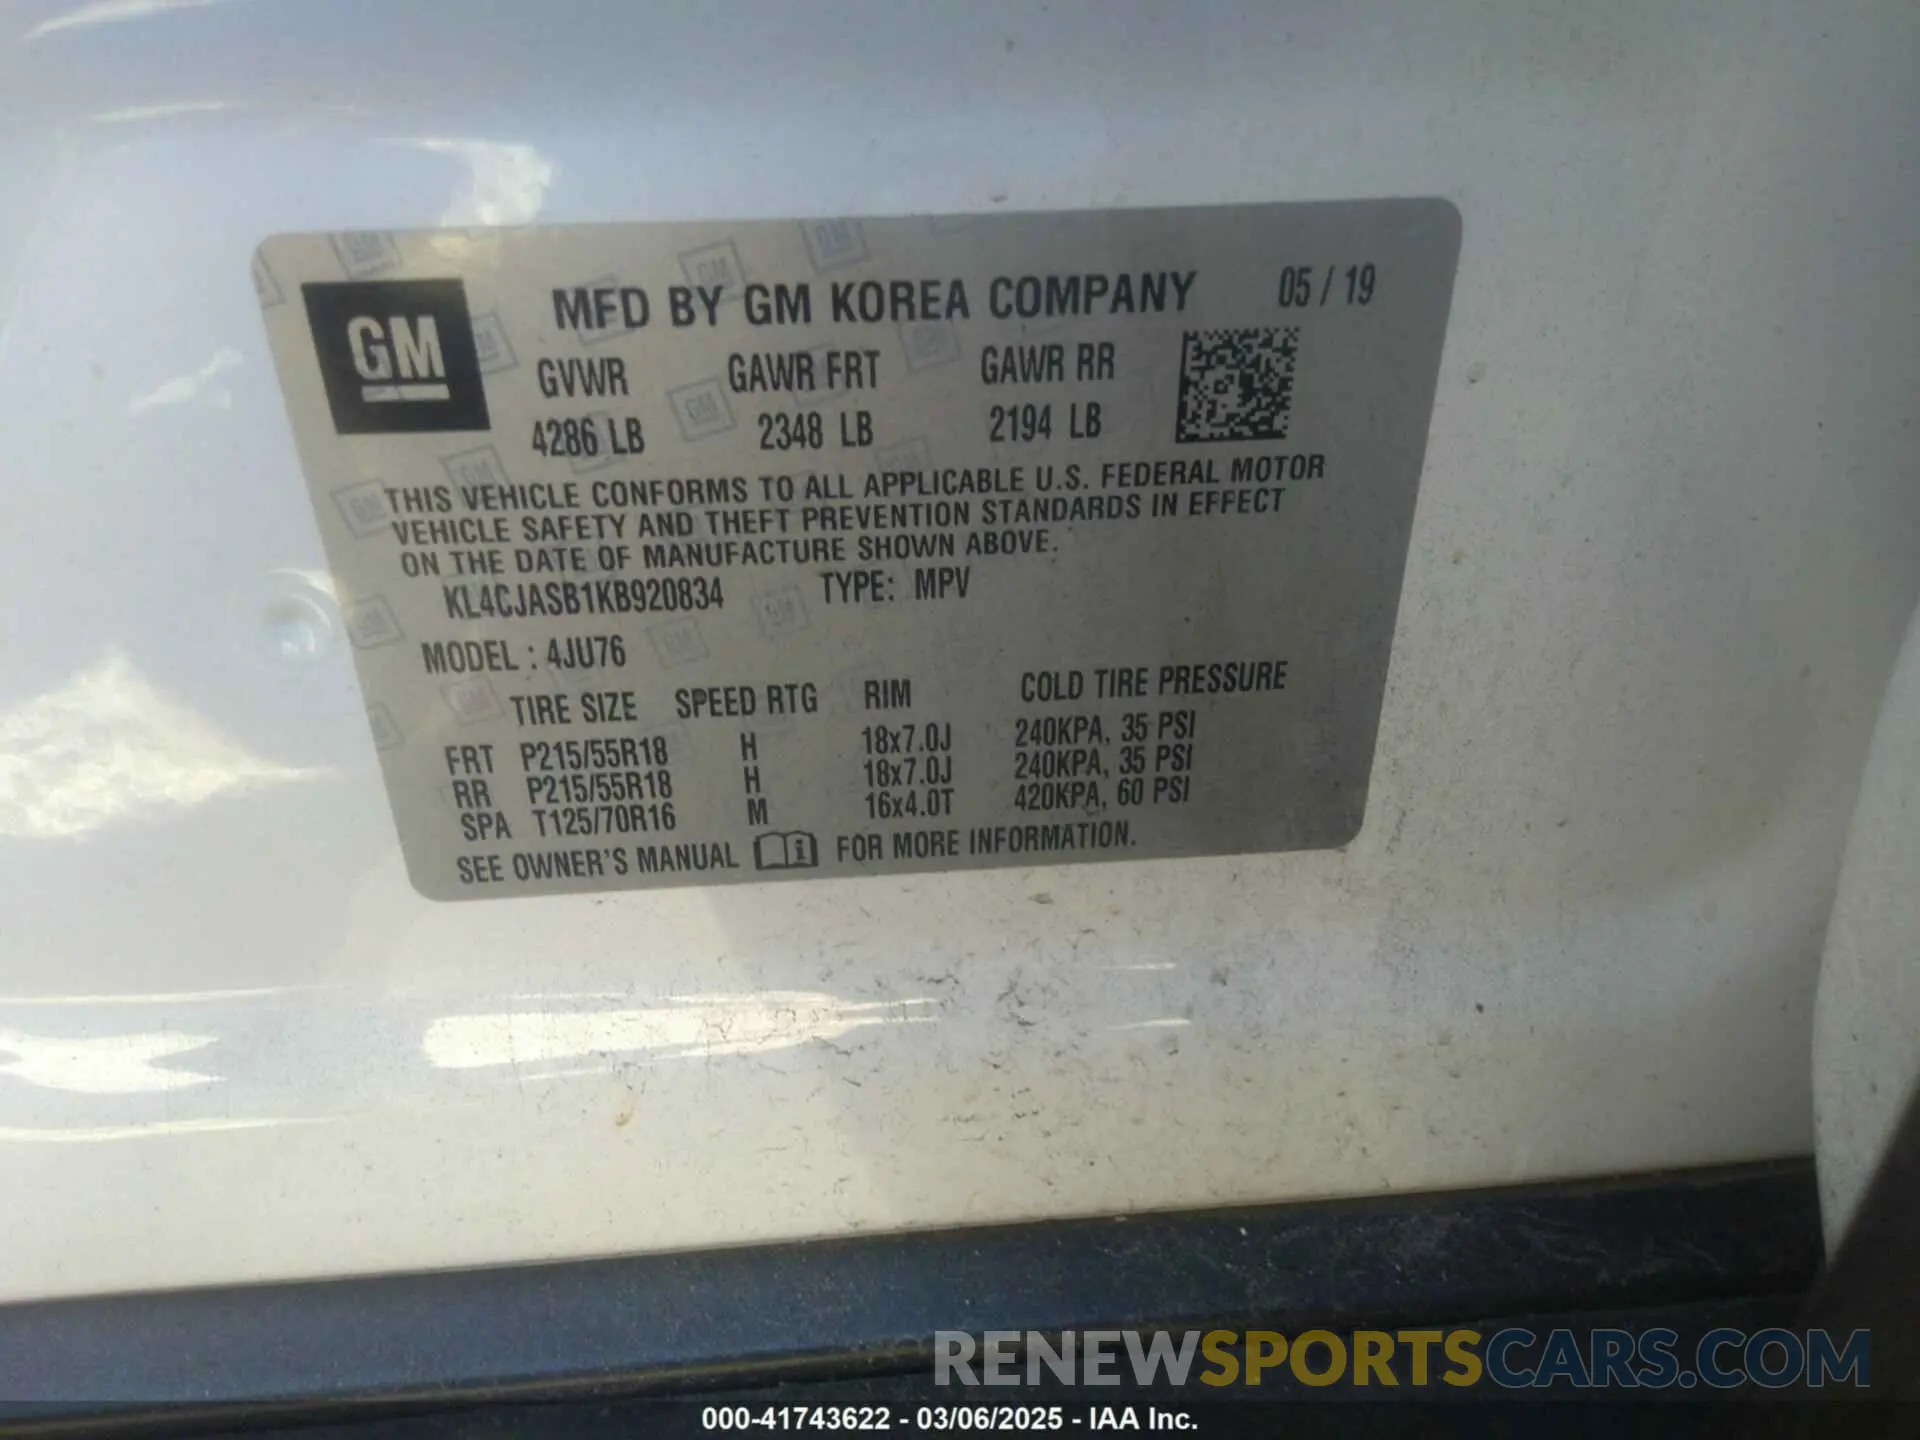 GM
MFD BY GM KOREA COMPANY 05 / 19
GVWR GAWR FRT GAWR RR
4286 LB 2348 LB 2194 LB
THIS VEHICLE CONFORMS TO ALL APPLICABLE U.S. FEDERAL MOTOR
VEHICLE SAFETY AND THEFT PREVENTION STANDARDS IN EFFECT
ON THE DATE OF MANUFACTURE SHOWN ABOVE.
KL4CJASB1KB920834 TYPE: MPV
MODEL : 4JU76
TIRE SIZE SPEED RTG RIM COLD TIRE PRESSURE
FRT P215/55R18 H 18x7.0J 240KPA, 35 PSI
RR P215/55R18 H 18x7.0J 240KPA, 35 PSI
SPA T125/70R16 M 16x4.0T 420KPA, 60 PSI
SEE OWNER'S MANUAL i FOR MORE INFORMATION.
RENEWSPORTSCARS.COM
000-41743622 - 03/06/2025 - IAA Inc.